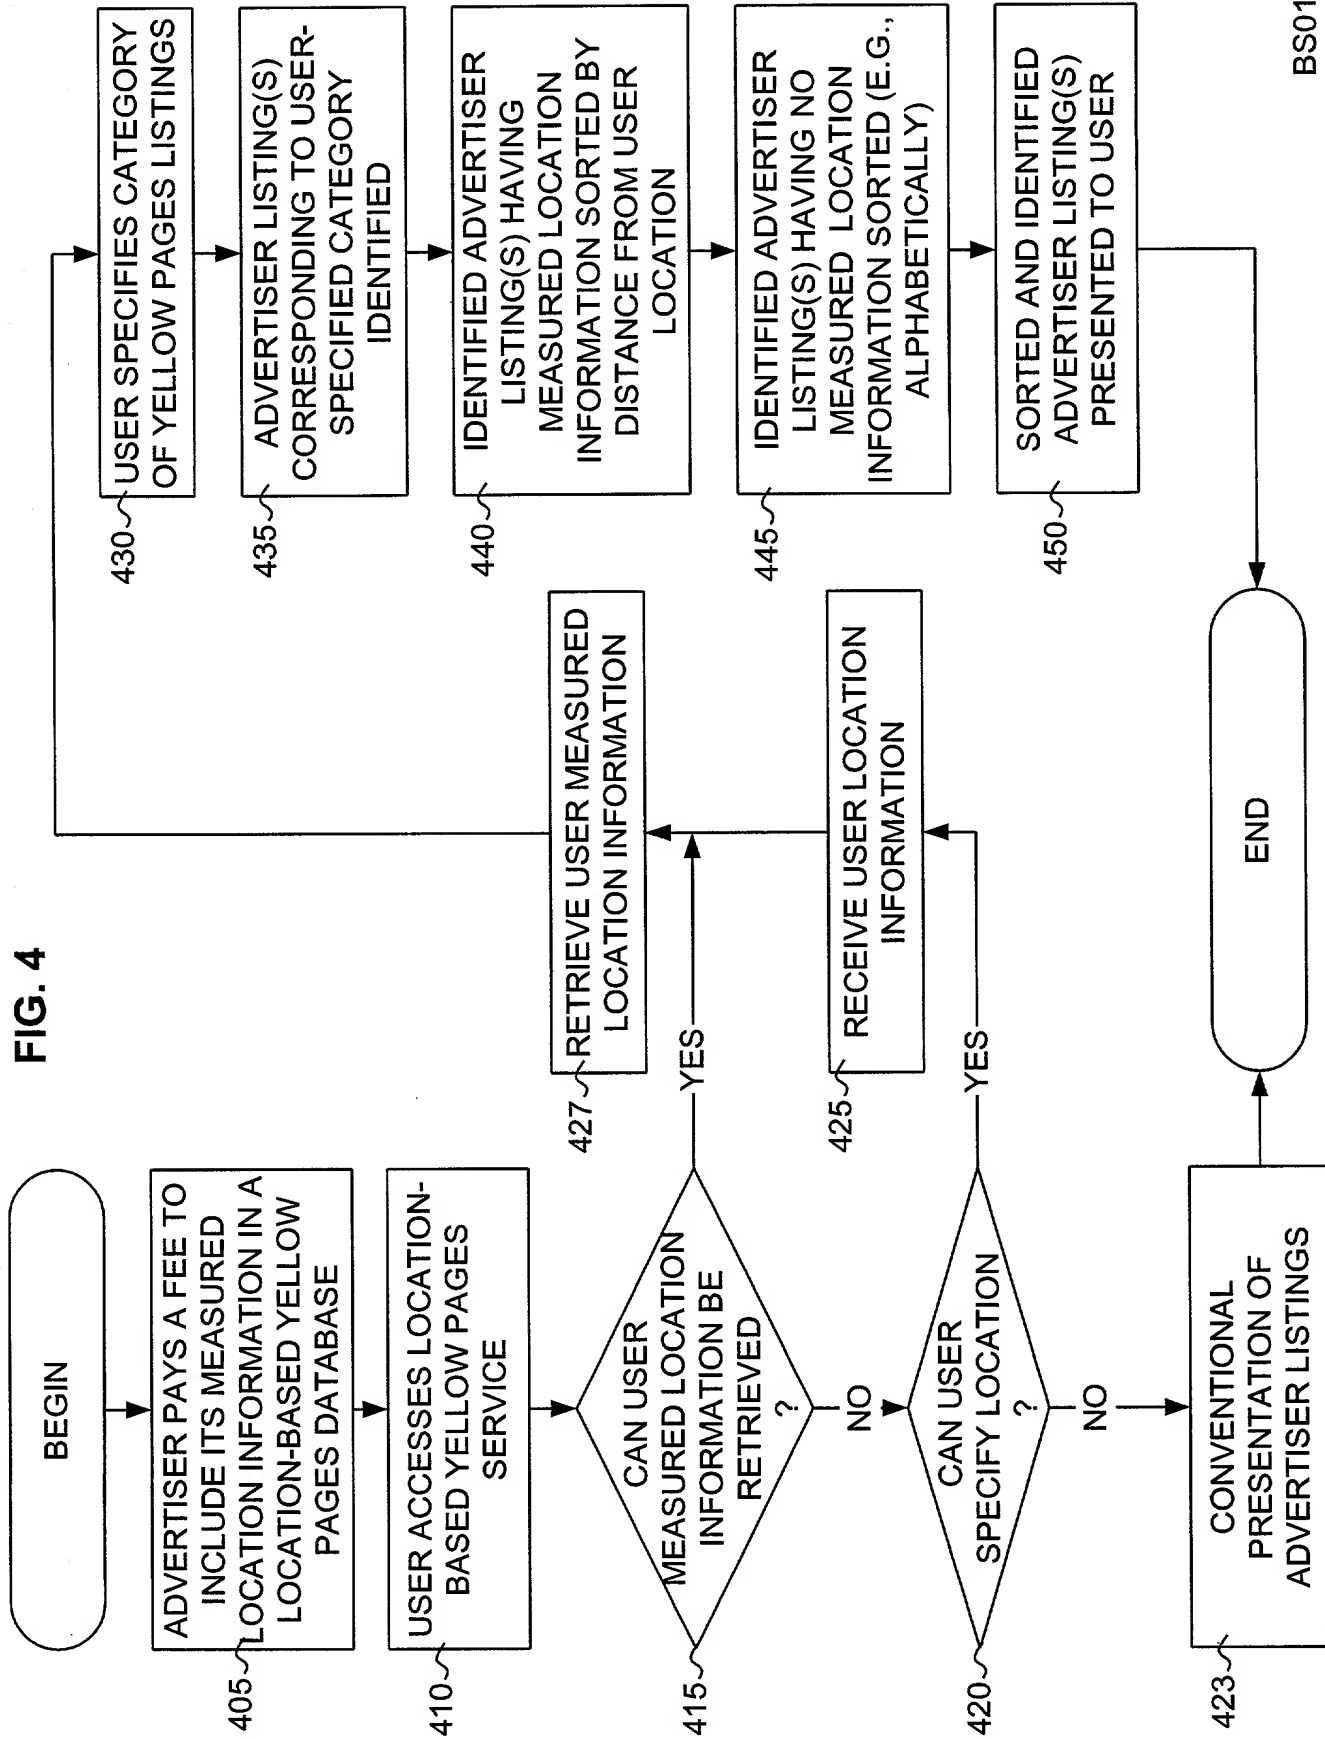 FIG. 4
BEGIN
405
ADVERTISER PAYS A FEE TO
INCLUDE ITS MEASURED
LOCATION INFORMATION IN A
LOCATION-BASED YELLOW
PAGES DATABASE
410
USER ACCESSES LOCATION-
BASED YELLOW PAGES
SERVICE
415
CAN USER
MEASURED LOCATION
INFORMATION BE
RETRIEVED
?
YES
NO
420
CAN USER
SPECIFY LOCATION
?
YES
NO
423
CONVENTIONAL
PRESENTATION OF
ADVERTISER LISTINGS
427
RETRIEVE USER MEASURED
LOCATION INFORMATION
425
RECEIVE USER LOCATION
INFORMATION
430
USER SPECIFIES CATEGORY
OF YELLOW PAGES LISTINGS
435
ADVERTISER LISTING(S)
CORRESPONDING TO USER-
SPECIFIED CATEGORY
IDENTIFIED
440
IDENTIFIED ADVERTISER
LISTING(S) HAVING
MEASURED LOCATION
INFORMATION SORTED BY
DISTANCE FROM USER
LOCATION
445
IDENTIFIED ADVERTISER
LISTING(S) HAVING NO
MEASURED LOCATION
INFORMATION SORTED (E.G.,
ALPHABETICALLY)
450
SORTED AND IDENTIFIED
ADVERTISER LISTING(S)
PRESENTED TO USER
END
BS01